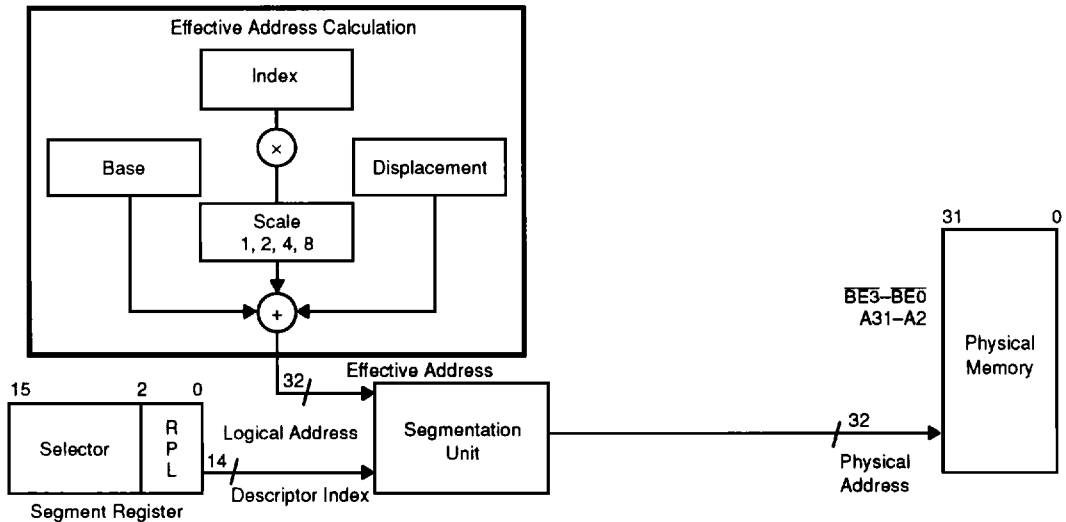 Effective Address Calculation
Index
×
Base
Displacement
Scale
1, 2, 4, 8
+
31 0
BE3–BE0
A31–A2
Physical
Memory
Effective Address
32
15 2 0
Selector
R
P
L
Logical Address
14
Descriptor Index
Segment Register
Segmentation
Unit
32
Physical
Address